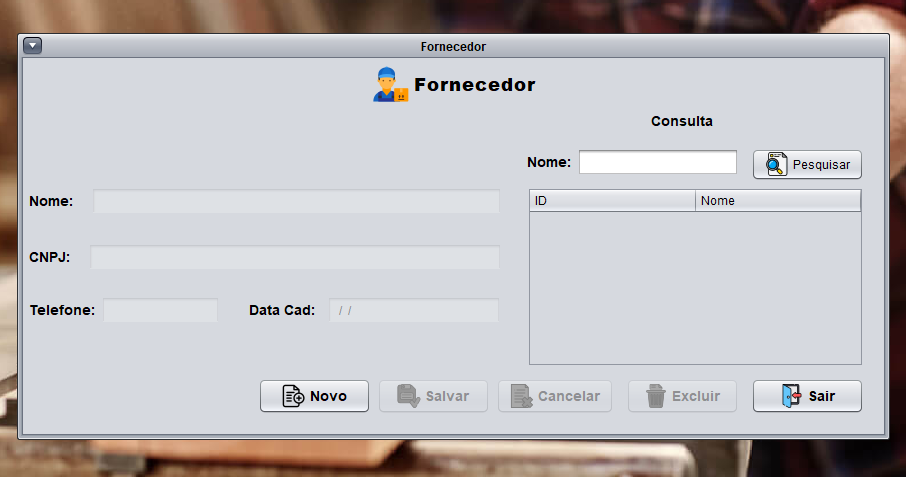 Fornecedor
Fornecedor
Consulta
Nome: Pesquisar
ID Nome
Nome:
CNPJ:
Telefone: Data Cad: / /
Novo Salvar Cancelar Excluir Sair